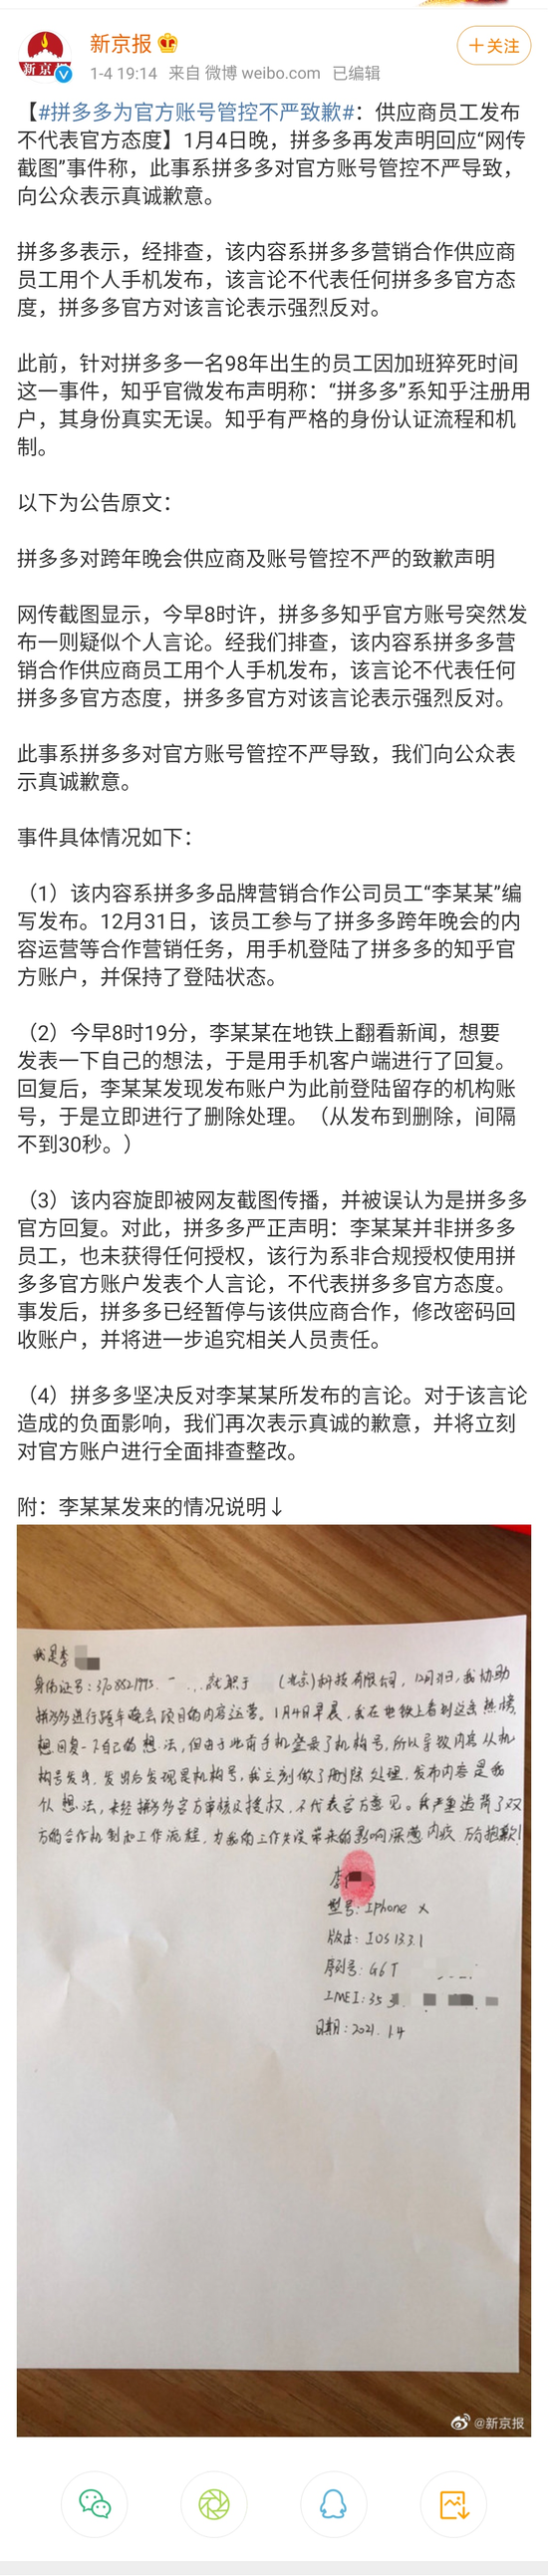 新京报
新京报
1-4 19:14 来自 微博 weibo.com 已编辑
关注
【#拼多多为官方账号管控不严致歉#：供应商员工发布
不代表官方态度】1月4日晚，拼多多再发声明回应“网传
截图”事件称，此事系拼多多对官方账号管控不严导致，
向公众表示真诚歉意。
拼多多表示，经排查，该内容系拼多多营销合作供应商
员工用个人手机发布，该言论不代表任何拼多多官方态
度，拼多多官方对该言论表示强烈反对。
此前，针对拼多多一名98年出生的员工因加班猝死时间
这一事件，知乎官微发布声明称：“拼多多”系知乎注册用
户，其身份真实无误。知乎有严格的身份认证流程和机
制。
以下为公告原文：
拼多多对跨年晚会供应商及账号管控不严的致歉声明
网传截图显示，今早8时许，拼多多知乎官方账号突然发
布一则疑似个人言论。经我们排查，该内容系拼多多营
销合作供应商员工用个人手机发布，该言论不代表任何
拼多多官方态度，拼多多官方对该言论表示强烈反对。
此事系拼多多对官方账号管控不严导致，我们向公众表
示真诚歉意。
事件具体情况如下：
（1）该内容系拼多多品牌营销合作公司员工“李某某”编
写发布。12月31日，该员工参与了拼多多跨年晚会的内
容运营等合作营销任务，用手机登陆了拼多多的知乎官
方账户，并保持了登陆状态。
（2）今早8时19分，李某某在地铁上翻看新闻，想要
发表一下自己的想法，于是用手机客户端进行了回复。
回复后，李某某发现发布账户为此前登陆留存的机构账
号，于是立即进行了删除处理。（从发布到删除，间隔
不到30秒。）
（3）该内容旋即被网友截图传播，并被误认为是拼多多
官方回复。对此，拼多多严正声明：李某某并非拼多多
员工，也未获得任何授权，该行为系非合规授权使用拼
多多官方账户发表个人言论，不代表拼多多官方态度。
事发后，拼多多已经暂停与该供应商合作，修改密码回
收账户，并将进一步追究相关人员责任。
（4）拼多多坚决反对李某某所发布的言论。对于该言论
造成的负面影响，我们再次表示真诚的歉意，并将立刻
对官方账户进行全面排查整改。
附：李某某发来的情况说明↓
我是李
身份证号：3708521995 就职于 (北京)科技有限公司，12月31日，我协助
拼多多进行跨年晚会项目的内容运营。1月4日早晨，我在地铁上看到这条热榜，
想回复一下自己的想法，但由于此前手机登录了机构号，所以导致内容从机
构号发出，发出后发现是机构号，我立刻做了删除处理，发布内容是我
个人想法，未经拼多多官方审核及授权，不代表官方意见。我严重违背了双
方的合作机制和工作流程，为我的工作失误带来的影响深感内疚，万分抱歉！
李
型号：Iphone X
版本：IOS 13.3.1
序列号：G6T
IMEI：35
日期：2021.1.4
@新京报